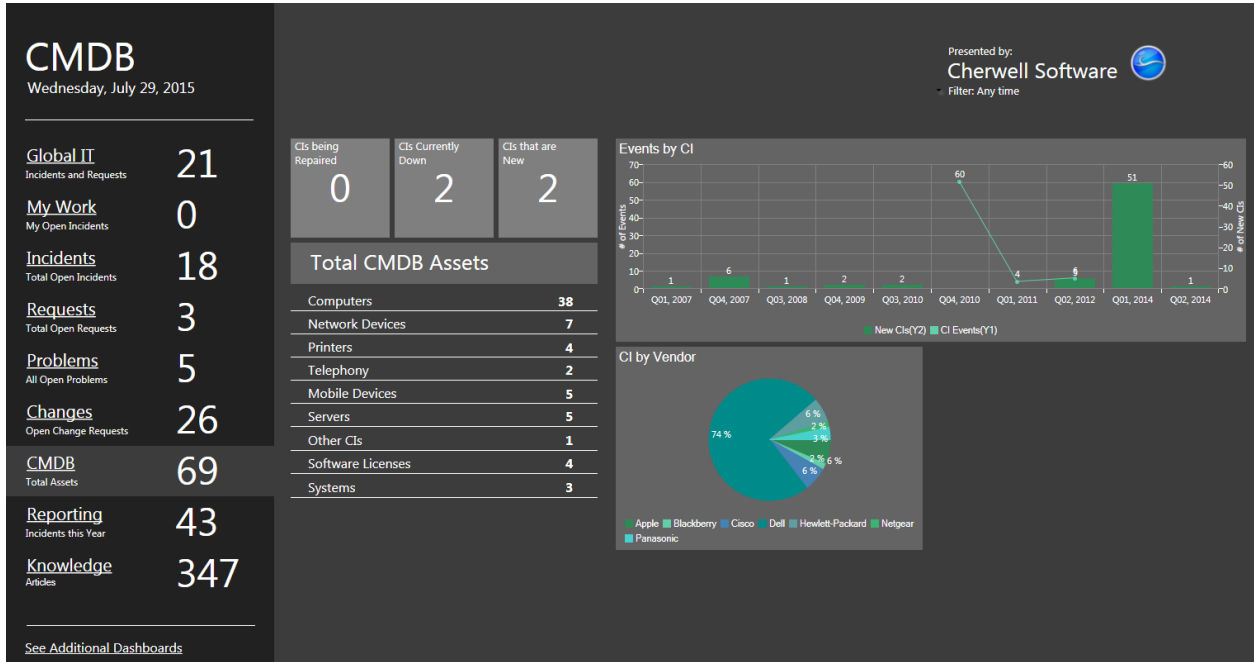 CMDB
Wednesday, July 29, 2015
Presented by:
Cherwell Software
Filter: Any time
Global IT
Incidents and Requests
21
My Work
My Open Incidents
0
Incidents
Total Open Incidents
18
Requests
Total Open Requests
3
Problems
All Open Problems
5
Changes
Open Change Requests
26
CMDB
Total Assets
69
Reporting
Incidents this Year
43
Knowledge
Articles
347
See Additional Dashboards
CIs being
Repaired
0
CIs Currently
Down
2
CIs that are
New
2
Total CMDB Assets
Computers 38
Network Devices 7
Printers 4
Telephony 2
Mobile Devices 5
Servers 5
Other CIs 1
Software Licenses 4
Systems 3
Events by CI
# of Events
70
60
50
40
30
20
10
0
1 6 1 2 2 60 4 51 1
60
50
40
30
20
10
0
# of New CIs
Q01, 2007 Q04, 2007 Q03, 2008 Q04, 2009 Q03, 2010 Q04, 2010 Q01, 2011 Q02, 2012 Q01, 2014 Q02, 2014
New CIs(Y2) CI Events(Y1)
CI by Vendor
74 %
6 %
2 %
3 %
2 % 6 %
6 %
Apple Blackberry Cisco Dell Hewlett-Packard Netgear
Panasonic